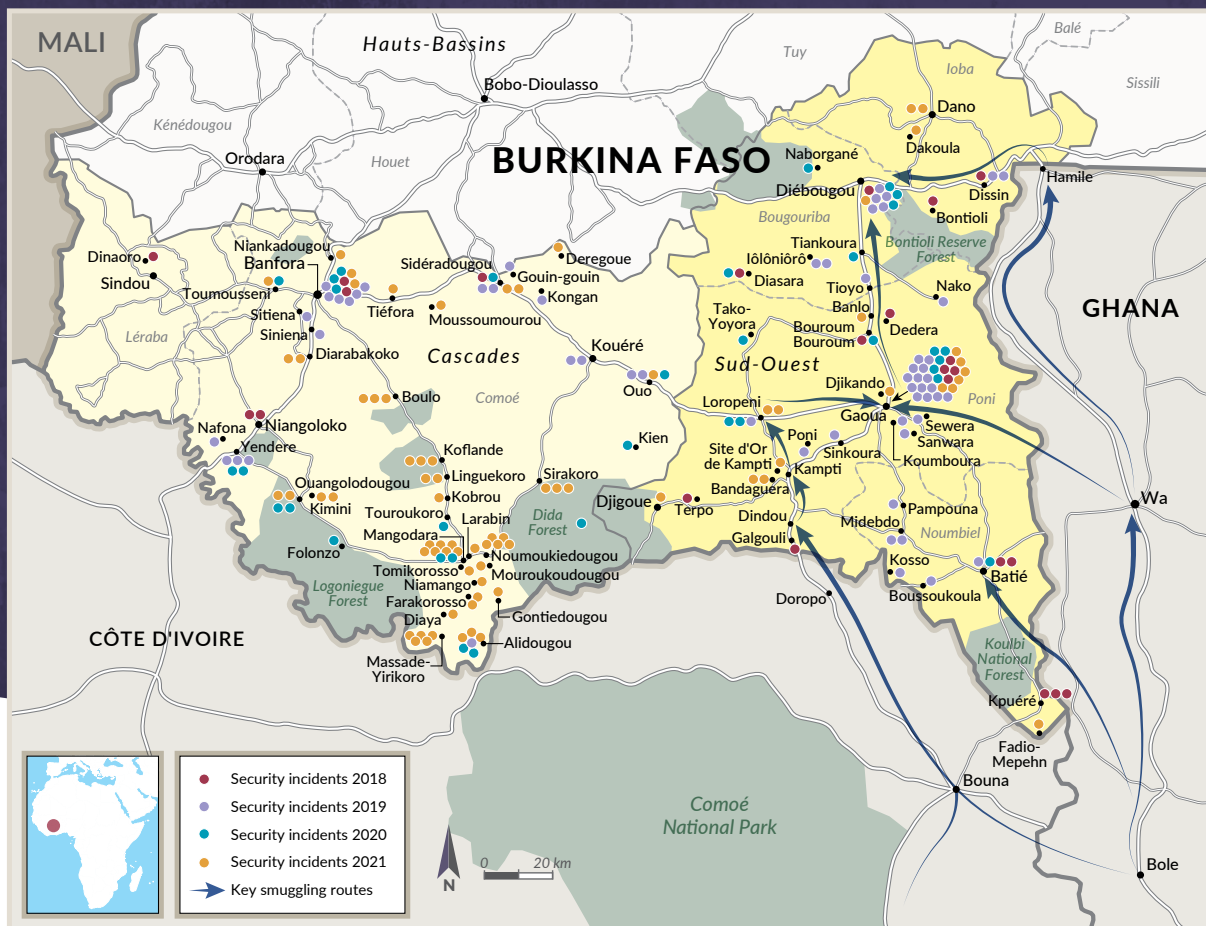 MALI
Hauts-Bassins
Tuy
Balé
Ioba
Sissili
Bobo-Dioulasso
Kénédougou
Dano
Dakoula
Orodara
Houet
BURKINA FASO
Naborgané
Hamile
Diébougou
Dissin
Bougouriba
Bontioli
Bontioli Reserve
Forest
Niankadougou
Banfora
Dinaoro
Sindou
Toumousseni
Sidéradougou
Deregoue
Gouin-gouin
Kongan
Tiankoura
Iôlôniôrô
Diasara
Tioyo
Nako
GHANA
Sitiena
Siniena
Tiéfora
Moussoumourou
Tako-
Yoyora
Banlo
Bouroum
Bouroum
Dedera
Léraba
Diarabakoko
Cascades
Kouéré
Sud-Ouest
Ouo
Djikando
Poni
Boulo
Comoé
Loropeni
Gaoua
Nafona
Niangoloko
Yendere
Kien
Poni
Sewera
Sanwara
Sinkoura
Koumboura
Koflande
Site d'Or
de Kampti
Kampti
Bandaguera
Linguekoro
Sirakoro
Ouangolodougou
Kimini
Kobrou
Djigoue
Terpo
Wa
Touroukoro
Larabin
Dida
Forest
Dindou
Pampouna
Midebdo
Noumbiel
Mangodara
Galgouli
Folonzo
Noumoukiedougou
Tomikorosso
Mouroukoudougou
Kosso
Batié
Logoniegue
Forest
Niamango
Farakorosso
Boussoukoula
Doropo
Diaya
Gontiedougou
CÔTE D'IVOIRE
Alidougou
Massade-
Yirikoro
Koulbi
National
Forest
Kpuéré
Fadio-
Mepehn
Bouna
Security incidents 2018
Security incidents 2019
Security incidents 2020
Security incidents 2021
Key smuggling routes
Comoé
National Park
0 20 km
N
Bole